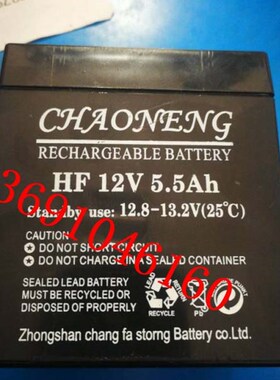 CHAONENG
RECHARGEABLE BATTERY
HF 12V 5.5Ah
Standby use: 12.8-13.2V(25℃)
CAUTION:
DO NOT SHORT CIRCUIT
DO NOT CHARGE IN A SEALED CONTAINER
SEALED LEAD BATTERY
MUST BE RECYCLED OR
DISPOSED OF PROPERLY
Pb
Zhongshan chang fa storng Battery co.Ltd.
13691046160